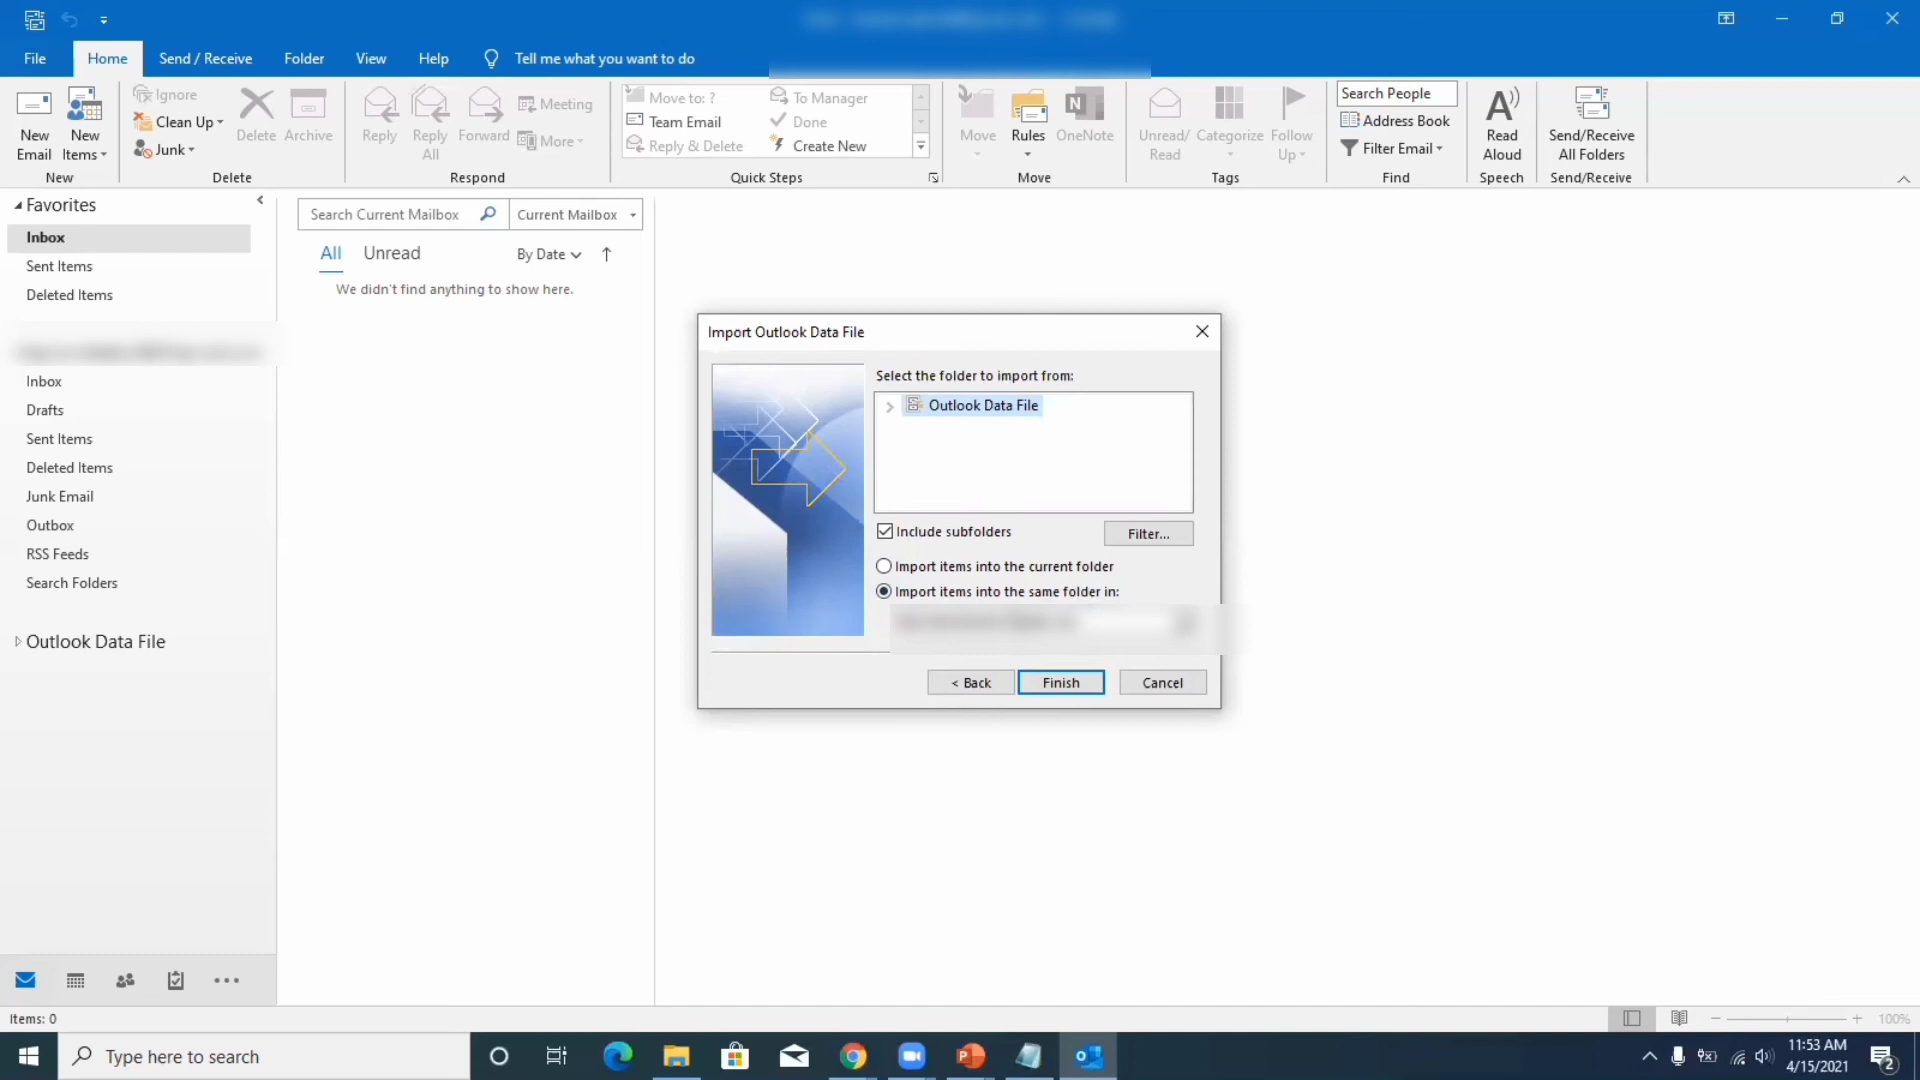 File Home Send / Receive Folder View Help Tell me what you want to do
New Email
New Items
New
Ignore
Clean Up
Junk
Delete
Archive
Delete
Reply
Reply All
Forward
Meeting
More
Respond
Move to: ?
Team Email
Reply & Delete
To Manager
Done
Create New
Quick Steps
Move
Rules
OneNote
Move
Unread/ Read
Categorize
Follow Up
Tags
Search People
Address Book
Filter Email
Find
Read Aloud
Speech
Send/Receive All Folders
Send/Receive
Favorites
Inbox
Sent Items
Deleted Items
Inbox
Drafts
Sent Items
Deleted Items
Junk Email
Outbox
RSS Feeds
Search Folders
Outlook Data File
Search Current Mailbox
Current Mailbox
All Unread
By Date
We didn't find anything to show here.
Import Outlook Data File
Select the folder to import from:
Outlook Data File
Include subfolders
Filter...
Import items into the current folder
Import items into the same folder in:
< Back Finish Cancel
Items: 0
100%
Type here to search
11:53 AM
4/15/2021
2